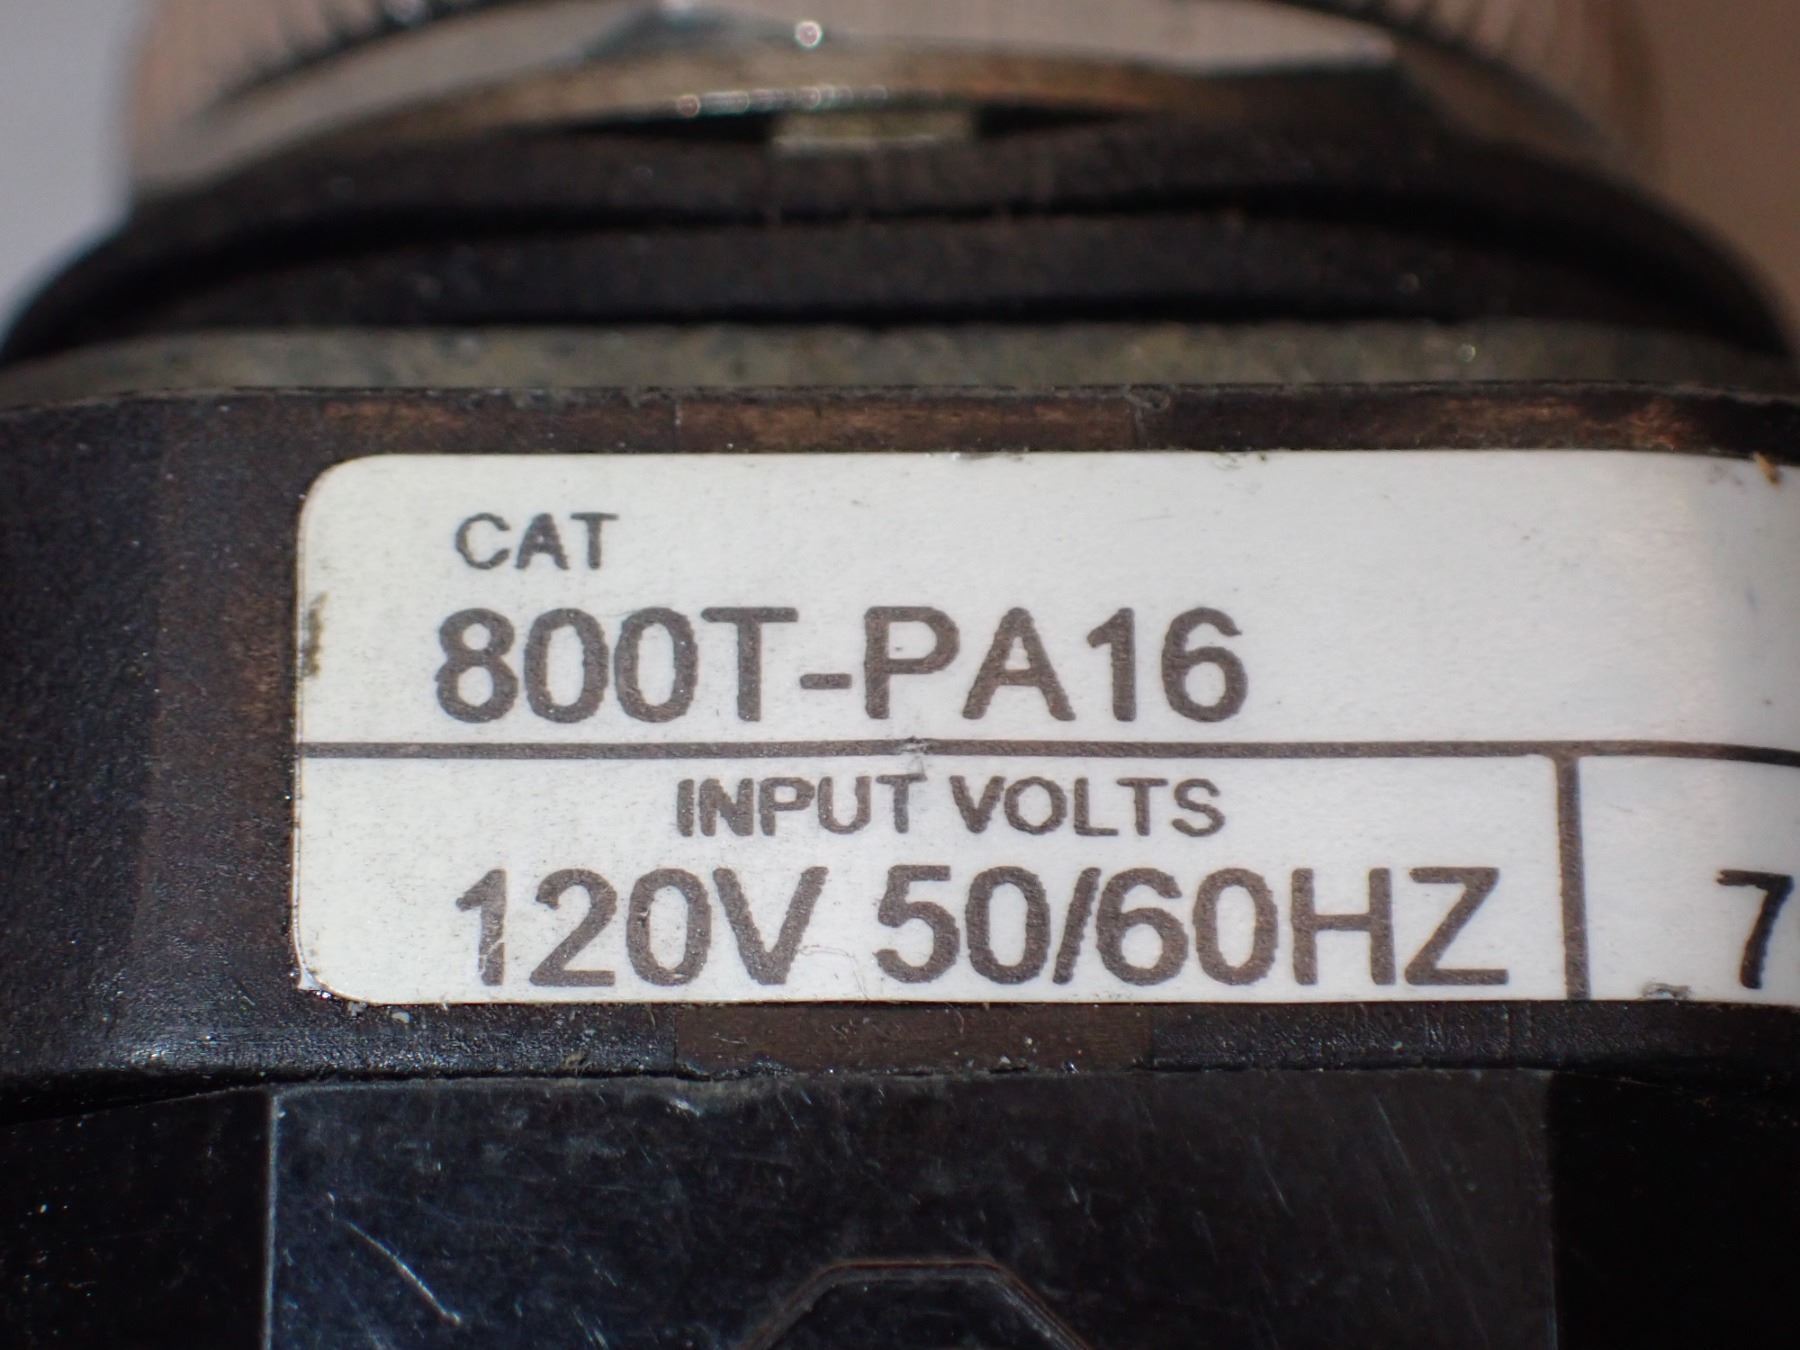 CAT
800T-PA16
INPUT VOLTS
120V 50/60HZ
7